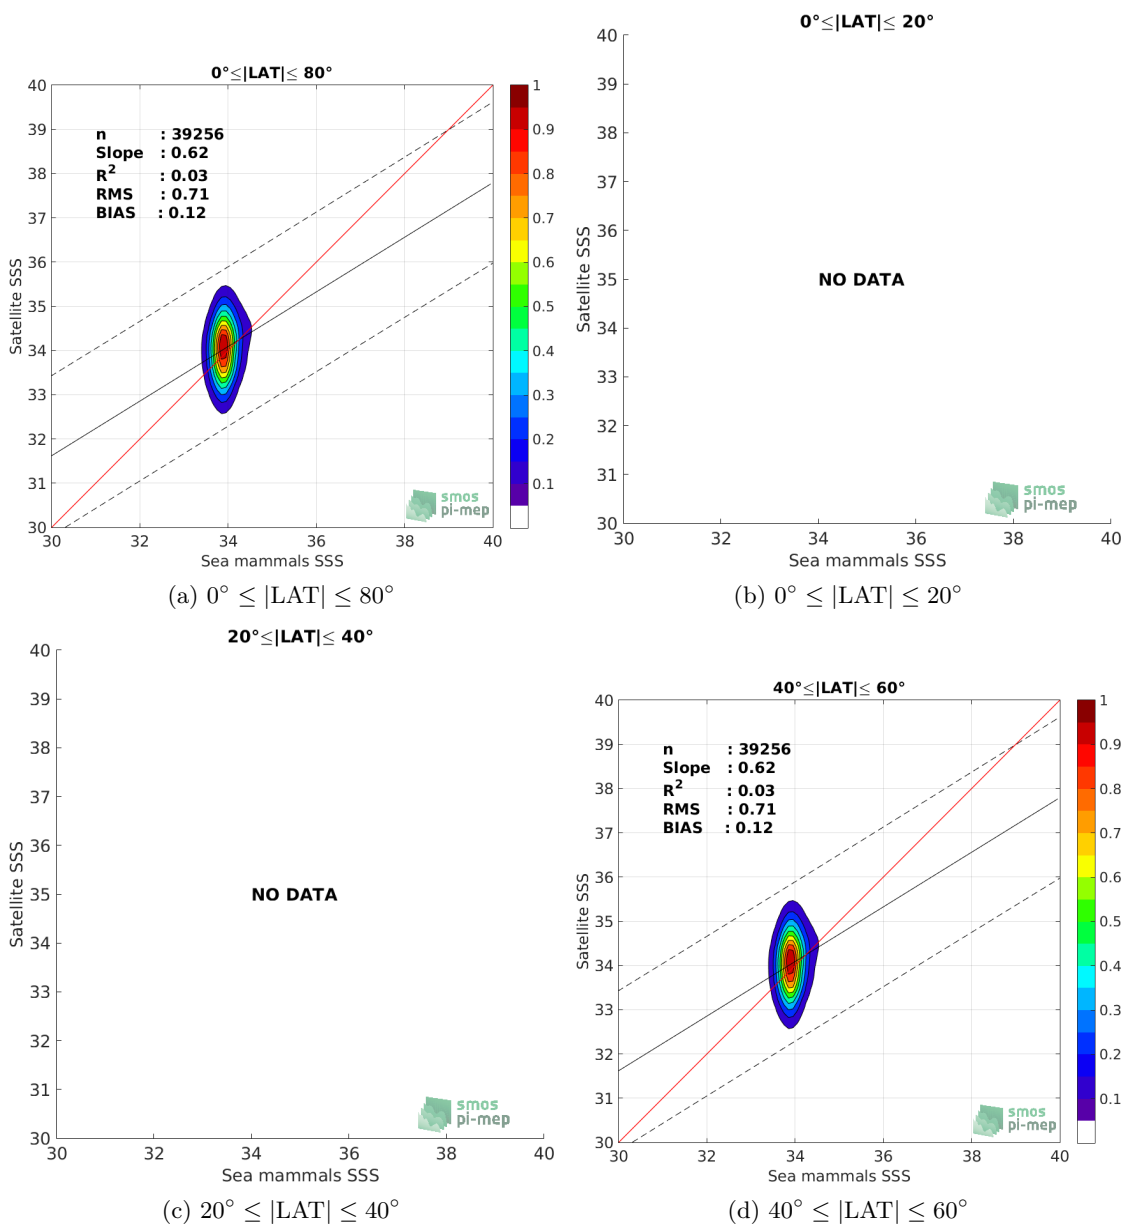 0°≤|LAT|≤ 80°
n : 39256
Slope : 0.62
R2 : 0.03
RMS : 0.71
BIAS : 0.12
40
39
38
37
36
35
34
33
32
31
30
Satellite SSS
30 32 34 36 38 40
Sea mammals SSS
1
0.9
0.8
0.7
0.6
0.5
0.4
0.3
0.2
0.1
smos
pi-mep
(a) 0° ≤ |LAT| ≤ 80°
0°≤|LAT|≤ 20°
40
39
38
37
36
35
34
33
32
31
30
Satellite SSS
NO DATA
30 32 34 36 38 40
Sea mammals SSS
smos
pi-mep
(b) 0° ≤ |LAT| ≤ 20°
20°≤|LAT|≤ 40°
40
39
38
37
36
35
34
33
32
31
30
Satellite SSS
NO DATA
30 32 34 36 38 40
Sea mammals SSS
smos
pi-mep
(c) 20° ≤ |LAT| ≤ 40°
40°≤|LAT|≤ 60°
n : 39256
Slope : 0.62
R2 : 0.03
RMS : 0.71
BIAS : 0.12
40
39
38
37
36
35
34
33
32
31
30
Satellite SSS
30 32 34 36 38 40
Sea mammals SSS
1
0.9
0.8
0.7
0.6
0.5
0.4
0.3
0.2
0.1
smos
pi-mep
(d) 40° ≤ |LAT| ≤ 60°